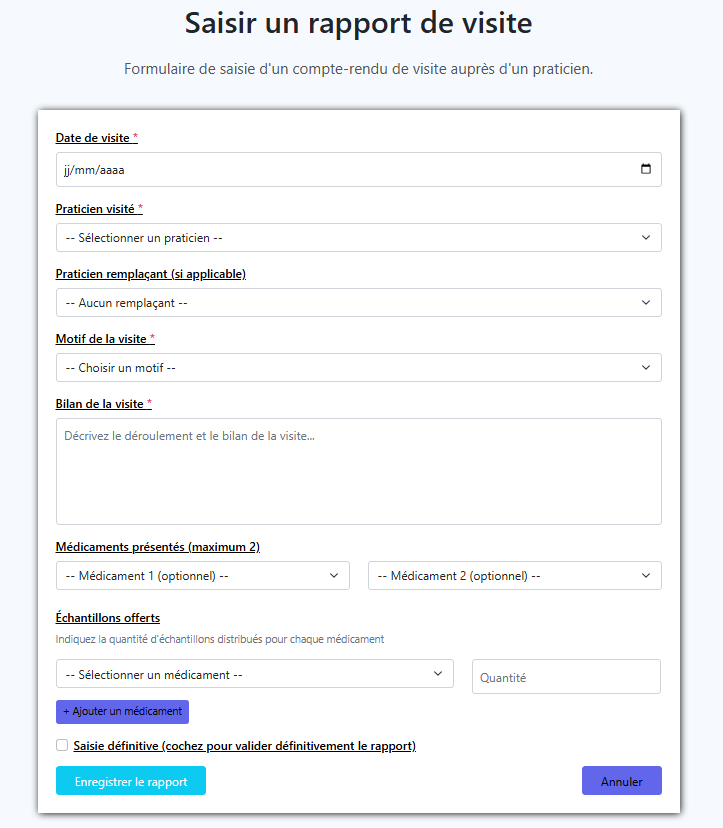 Saisir un rapport de visite
Formulaire de saisie d'un compte-rendu de visite auprès d'un praticien.
Date de visite *
jj/mm/aaaa
Praticien visité *
-- Sélectionner un praticien --
Praticien remplaçant (si applicable)
-- Aucun remplaçant --
Motif de la visite *
-- Choisir un motif --
Bilan de la visite *
Décrivez le déroulement et le bilan de la visite...
Médicaments présentés (maximum 2)
-- Médicament 1 (optionnel) -- -- Médicament 2 (optionnel) --
Échantillons offerts
Indiquez la quantité d'échantillons distribués pour chaque médicament
-- Sélectionner un médicament -- Quantité
+ Ajouter un médicament
Saisie définitive (cochez pour valider définitivement le rapport)
Enregistrer le rapport Annuler